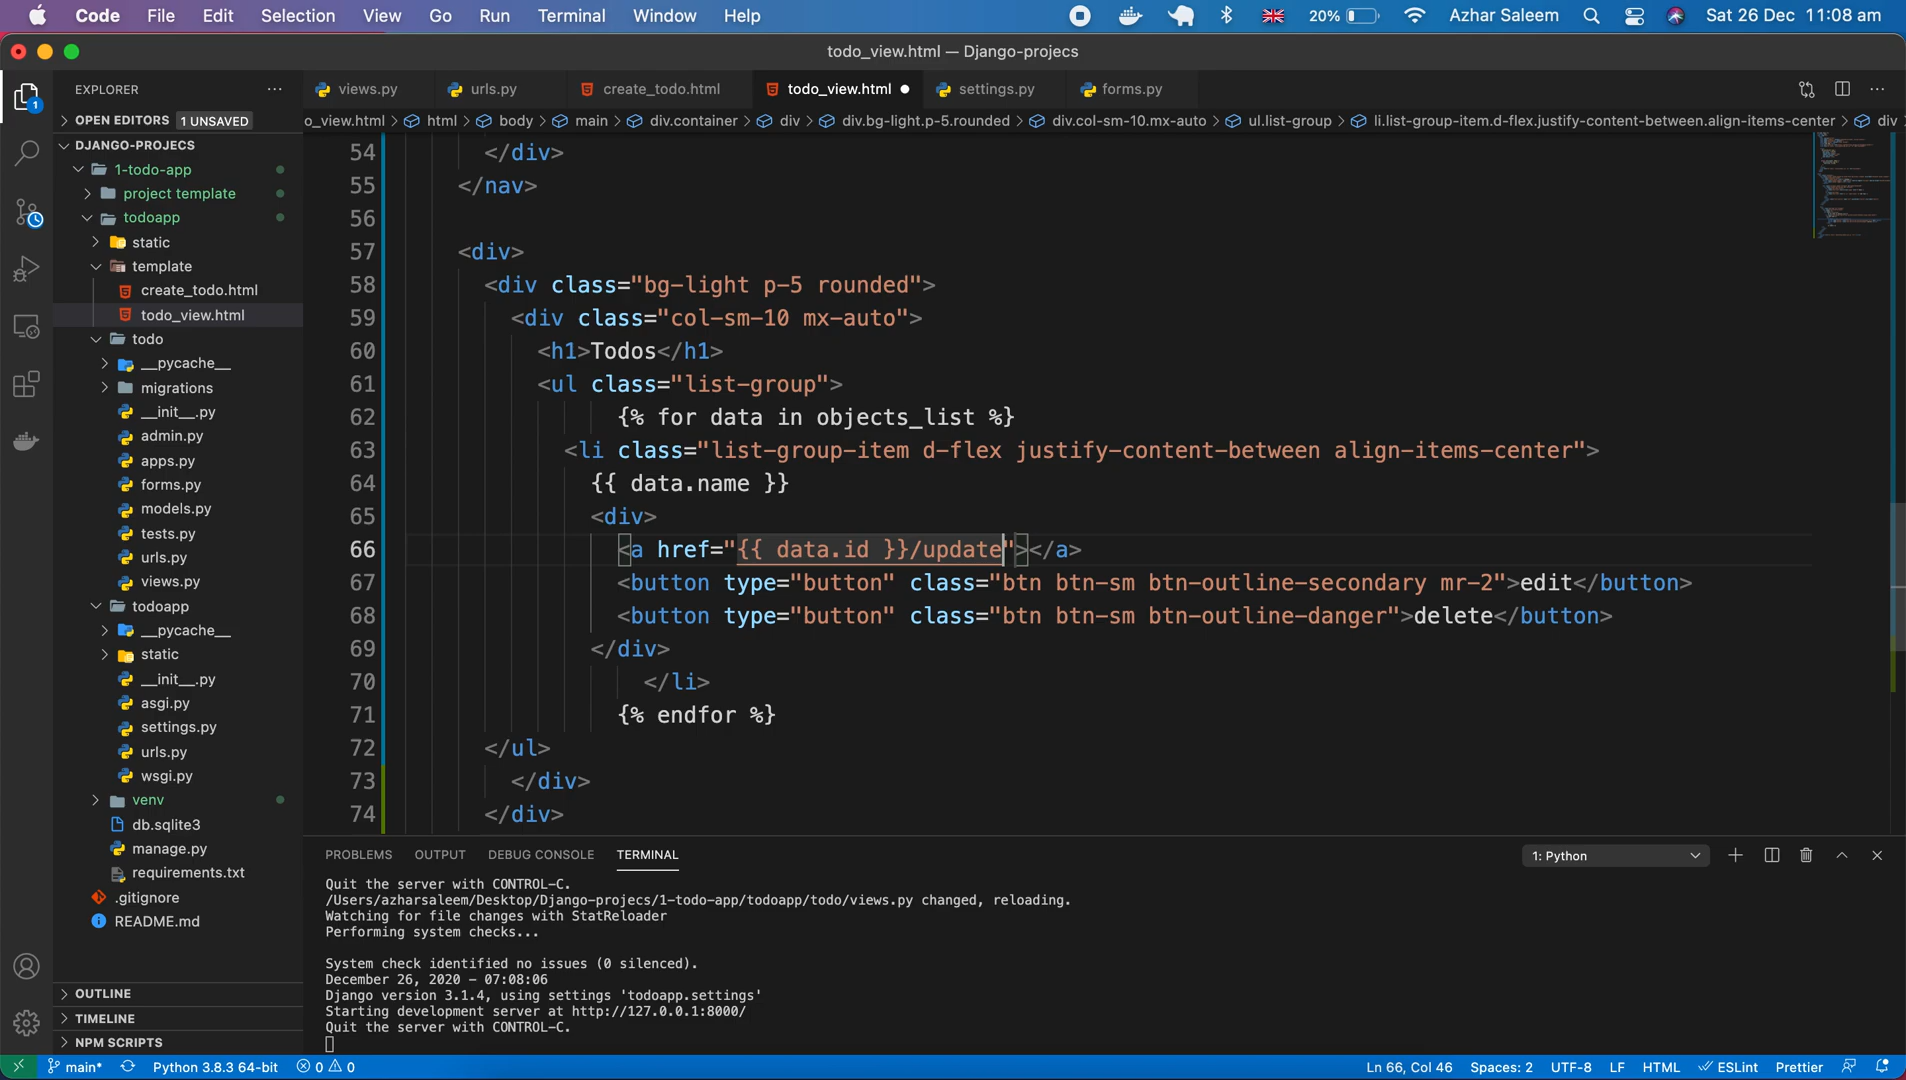 Code File Edit Selection View Go Run Terminal Window Help 20% Azhar Saleem Sat 26 Dec 11:08 am
todo_view.html — Django-projecs
EXPLORER ...
views.py urls.py create_todo.html todo_view.html settings.py forms.py
OPEN EDITORS 1 UNSAVED
o_view.html > html > body > main > div.container > div > div.bg-light.p-5.rounded > div.col-sm-10.mx-auto > ul.list-group > li.list-group-item.d-flex.justify-content-between.align-items-center > div
1
DJANGO-PROJECS
1-todo-app
project template
todoapp
static
template
create_todo.html
todo_view.html
todo
__pycache__
migrations
__init__.py
admin.py
apps.py
forms.py
models.py
tests.py
urls.py
views.py
todoapp
__pycache__
static
__init__.py
asgi.py
settings.py
urls.py
wsgi.py
venv
db.sqlite3
manage.py
requirements.txt
.gitignore
README.md
OUTLINE
TIMELINE
NPM SCRIPTS
54 </div>
55 </nav>
56
57 <div>
58 <div class="bg-light p-5 rounded">
59 <div class="col-sm-10 mx-auto">
60 <h1>Todos</h1>
61 <ul class="list-group">
62 {% for data in objects_list %}
63 <li class="list-group-item d-flex justify-content-between align-items-center">
64 {{ data.name }}
65 <div>
66 <a href="{{ data.id }}/update"></a>
67 <button type="button" class="btn btn-sm btn-outline-secondary mr-2">edit</button>
68 <button type="button" class="btn btn-sm btn-outline-danger">delete</button>
69 </div>
70 </li>
71 {% endfor %}
72 </ul>
73 </div>
74 </div>
PROBLEMS OUTPUT DEBUG CONSOLE TERMINAL 1: Python
Quit the server with CONTROL-C.
/Users/azharsaleem/Desktop/Django-projecs/1-todo-app/todoapp/todo/views.py changed, reloading.
Watching for file changes with StatReloader
Performing system checks...
System check identified no issues (0 silenced).
December 26, 2020 - 07:08:06
Django version 3.1.4, using settings 'todoapp.settings'
Starting development server at http://127.0.0.1:8000/
Quit the server with CONTROL-C.
main* Python 3.8.3 64-bit 0 0 Ln 66, Col 46 Spaces: 2 UTF-8 LF HTML ESLint Prettier